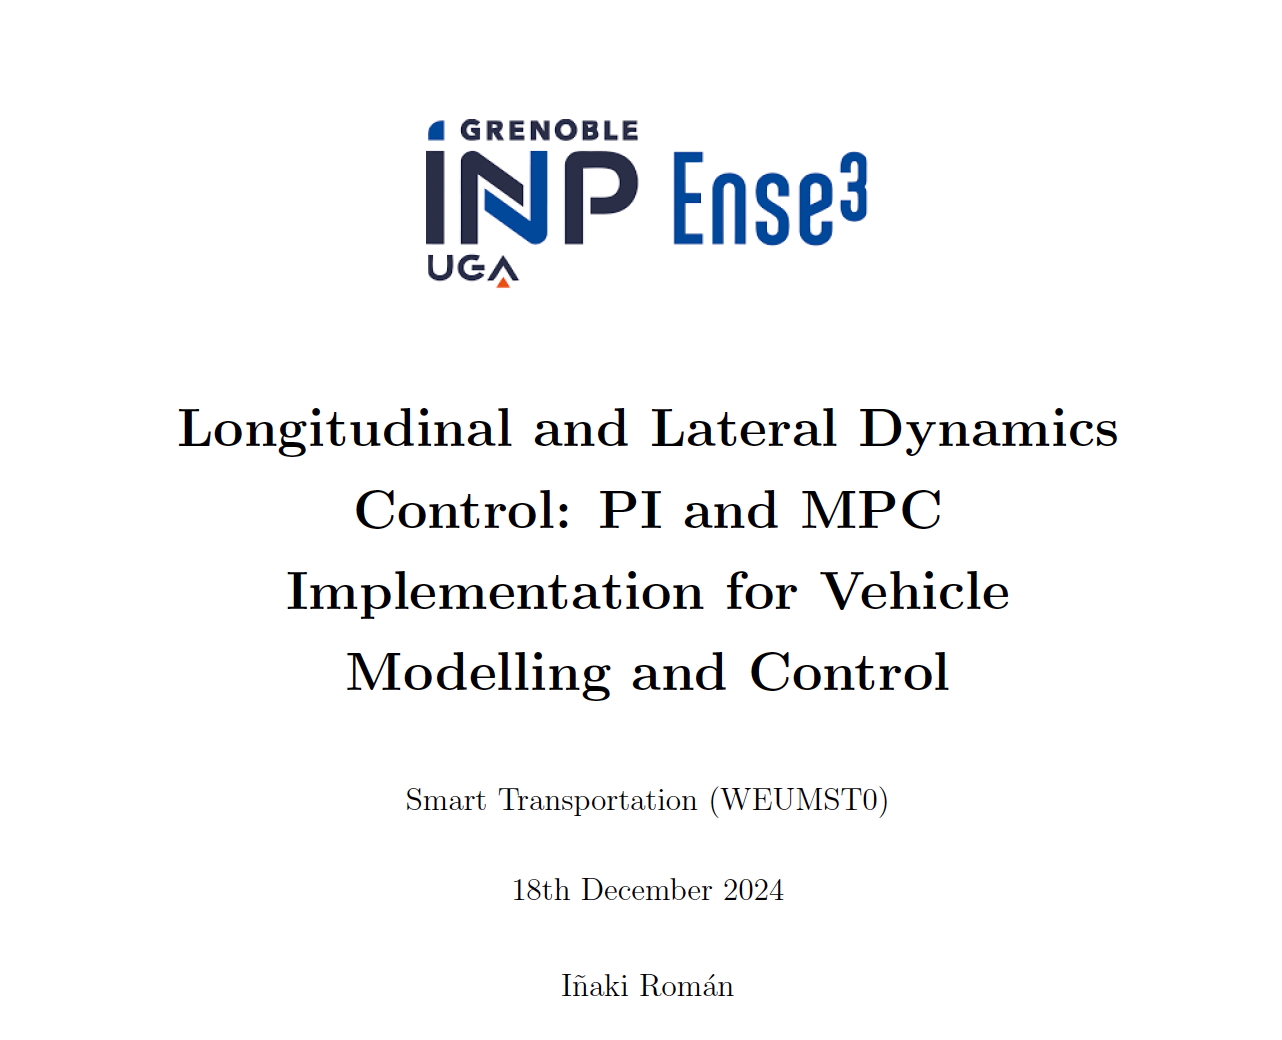 GRENOBLE
INP Ense³
UGA
Longitudinal and Lateral Dynamics
Control: PI and MPC
Implementation for Vehicle
Modelling and Control
Smart Transportation (WEUMST0)
18th December 2024
Iñaki Román